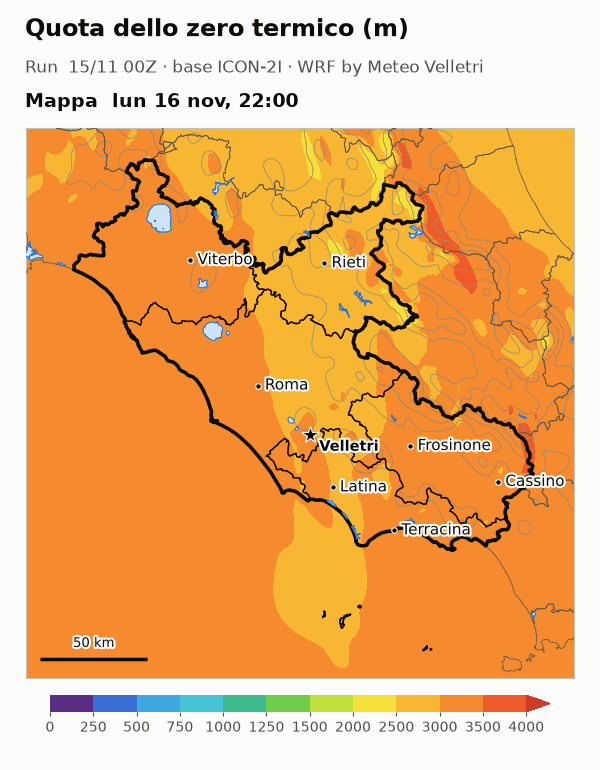 Quota dello zero termico (m)
Run 15/11 00Z · base ICON-2I · WRF by Meteo Velletri
Mappa lun 16 nov, 22:00
Viterbo
Rieti
Roma
Velletri
Frosinone
Cassino
Latina
Terracina
50 km
0 250 500 750 1000 1250 1500 2000 2500 3000 3500 4000